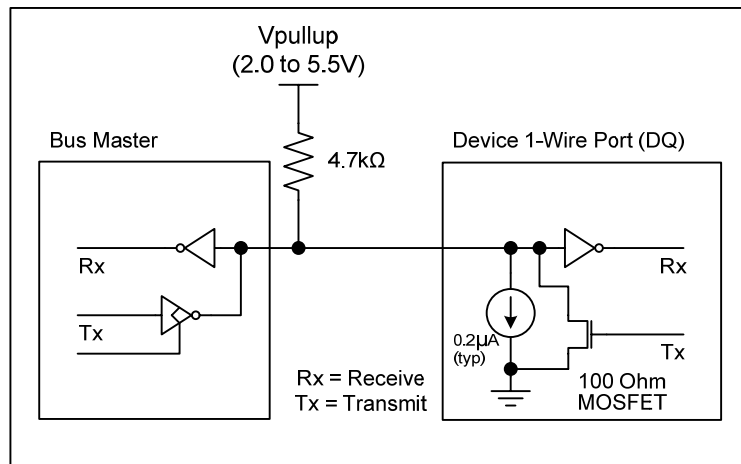 Vpullup
(2.0 to 5.5V)
4.7kΩ
Bus Master
Rx
Tx
Device 1-Wire Port (DQ)
Rx
0.2µA
(typ)
Tx
100 Ohm
MOSFET
Rx = Receive
Tx = Transmit